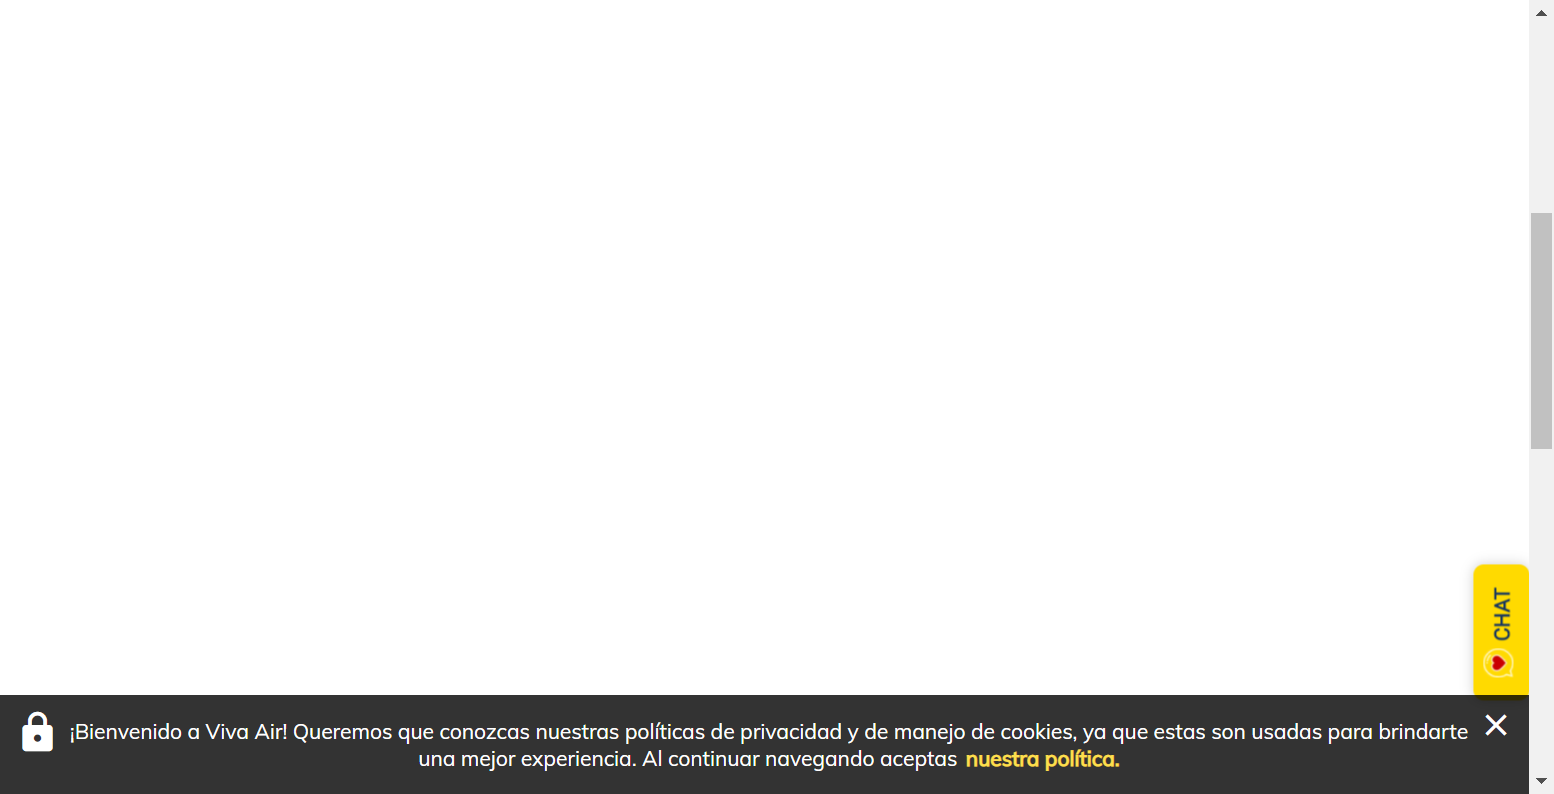 CHAT
¡Bienvenido a Viva Air! Queremos que conozcas nuestras políticas de privacidad y de manejo de cookies, ya que estas son usadas para brindarte
una mejor experiencia. Al continuar navegando aceptas nuestra política.